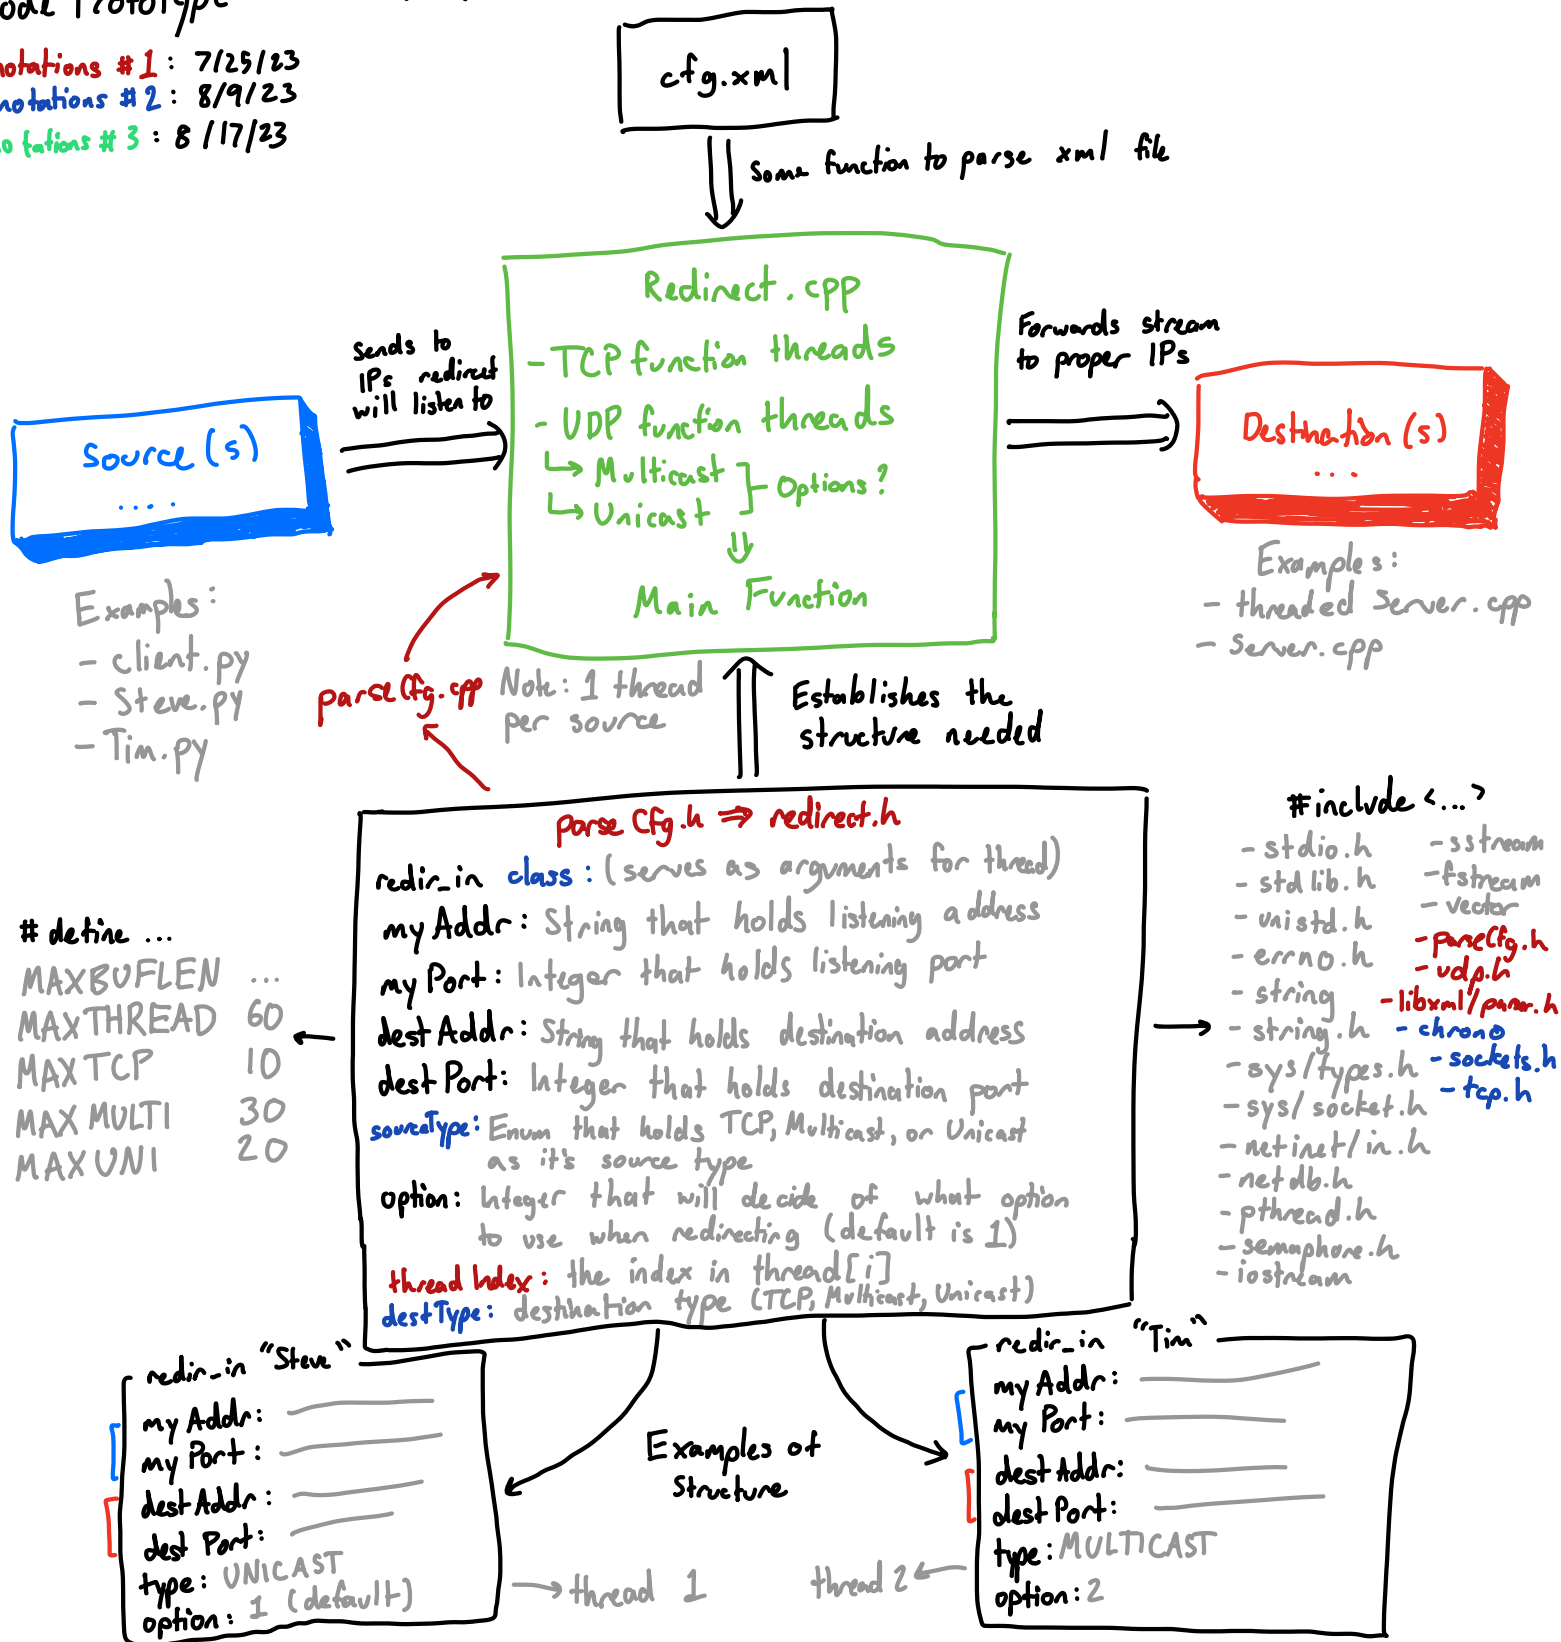 Prototype
notations #1 : 7/25/23
notations #2 : 8/9/23
notations #3 : 8/17/23
cfg.xml
Some function to parse xml file
Redirect.cpp
- TCP function threads
- UDP function threads
↳ Multicast
↳ Unicast
- Options?
Main Function
Sends to
IPs redirect
will listen to
Forwards stream
to proper IPs
Source(s)
....
Destination(s)
...
Examples:
- client.py
- Steve.py
- Tim.py
Examples:
- threaded Server.cpp
- Server.cpp
parseCfg.cpp
Note: 1 thread
per source
Establishes the
structure needed
parseCfg.h ⇒ redirect.h
redir_in class: (serves as arguments for thread)
myAddr: String that holds listening address
myPort: Integer that holds listening port
destAddr: String that holds destination address
destPort: Integer that holds destination port
sourceType: Enum that holds TCP, Multicast, or Unicast
as it's source type
option: Integer that will decide of what option
to use when redirecting (default is 1)
threadIndex: the index in thread[i]
destType: destination type (TCP, Multicast, Unicast)
# define ...
MAXBUFLEN ...
MAXTHREAD 60
MAXTCP 10
MAXMULTI 30
MAXUNI 20
#include <...>
- stdio.h
- stdlib.h
- unistd.h
- errno.h
- string
- string.h
- sys/types.h
- sys/socket.h
- netinet/in.h
- netdb.h
- pthread.h
- semaphore.h
- iostream
- sstream
- fstream
- vector
- parseCfg.h
- udp.h
- libxml/parser.h
- chrono
- sockets.h
- tcp.h
redir_in "Steve"
myAddr:
myPort:
destAddr:
dest Port:
type: UNICAST
option: 1 (default)
→ thread 1
Examples of
Structure
redir_in "Tim"
myAddr:
my Port:
destAddr:
dest Port:
type: MULTICAST
option: 2
thread 2 ←